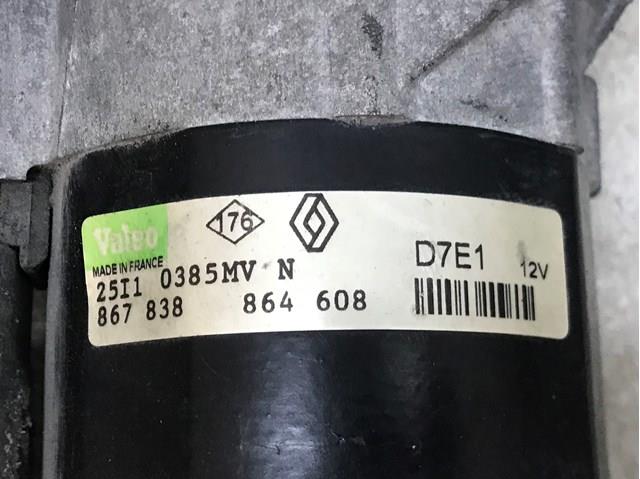 Valeo
176
MADE IN FRANCE
D7E1 12V
25I1 0385MV N
867 838 864 608